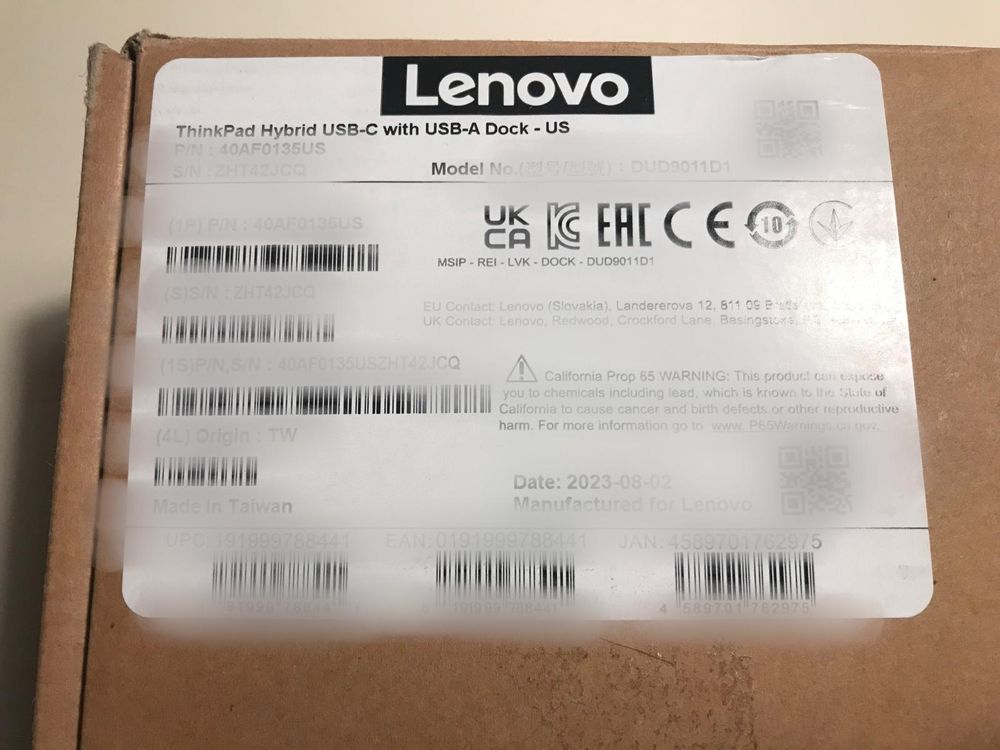 Lenovo
ThinkPad Hybrid USB-C with USB-A Dock - US
P/N : 40AF0135US
S/N : ZHT42JCQ
Model No.(型号/型號) : DUD9011D1
(1P) P/N : 40AF0135US
UK
CA
EAC
CE
10
MSIP - REI - LVK - DOCK - DUD9011D1
(S)S/N : ZHT42JCQ
EU Contact: Lenovo (Slovakia), Landererova 12, 811 09
UK Contact: Lenovo, Redwood, Crockford Lane, Basingstoke,
(1S)P/N,S/N : 40AF0135USZHT42JCQ
California Prop 65 WARNING: This product can expose
you to chemicals including lead, which is known to the State of
California to cause cancer and birth defects or other reproductive
harm. For more information go to www. P65Warnings.ca.gov.
(4L) Origin : TW
Made in Taiwan
Date: 2023-08-02
Manufactured for Lenovo
UPC: 191999788441 EAN: 0191999788441 JAN: 4589701762975
4 589701 762975